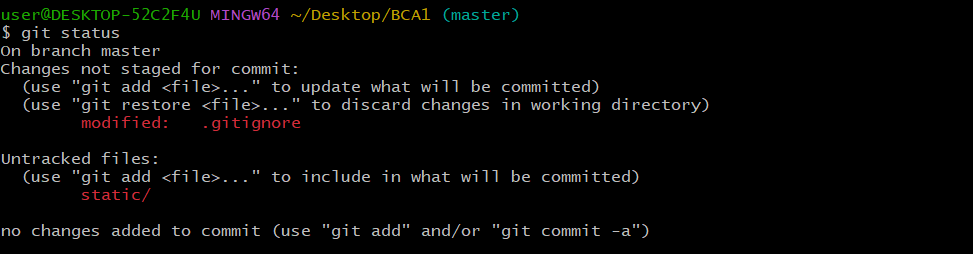 user@DESKTOP-52C2F4U MINGW64 ~/Desktop/BCA1 (master)
$ git status
On branch master
Changes not staged for commit:
  (use "git add <file>..." to update what will be committed)
  (use "git restore <file>..." to discard changes in working directory)
        modified:   .gitignore

Untracked files:
  (use "git add <file>..." to include in what will be committed)
        static/

no changes added to commit (use "git add" and/or "git commit -a")